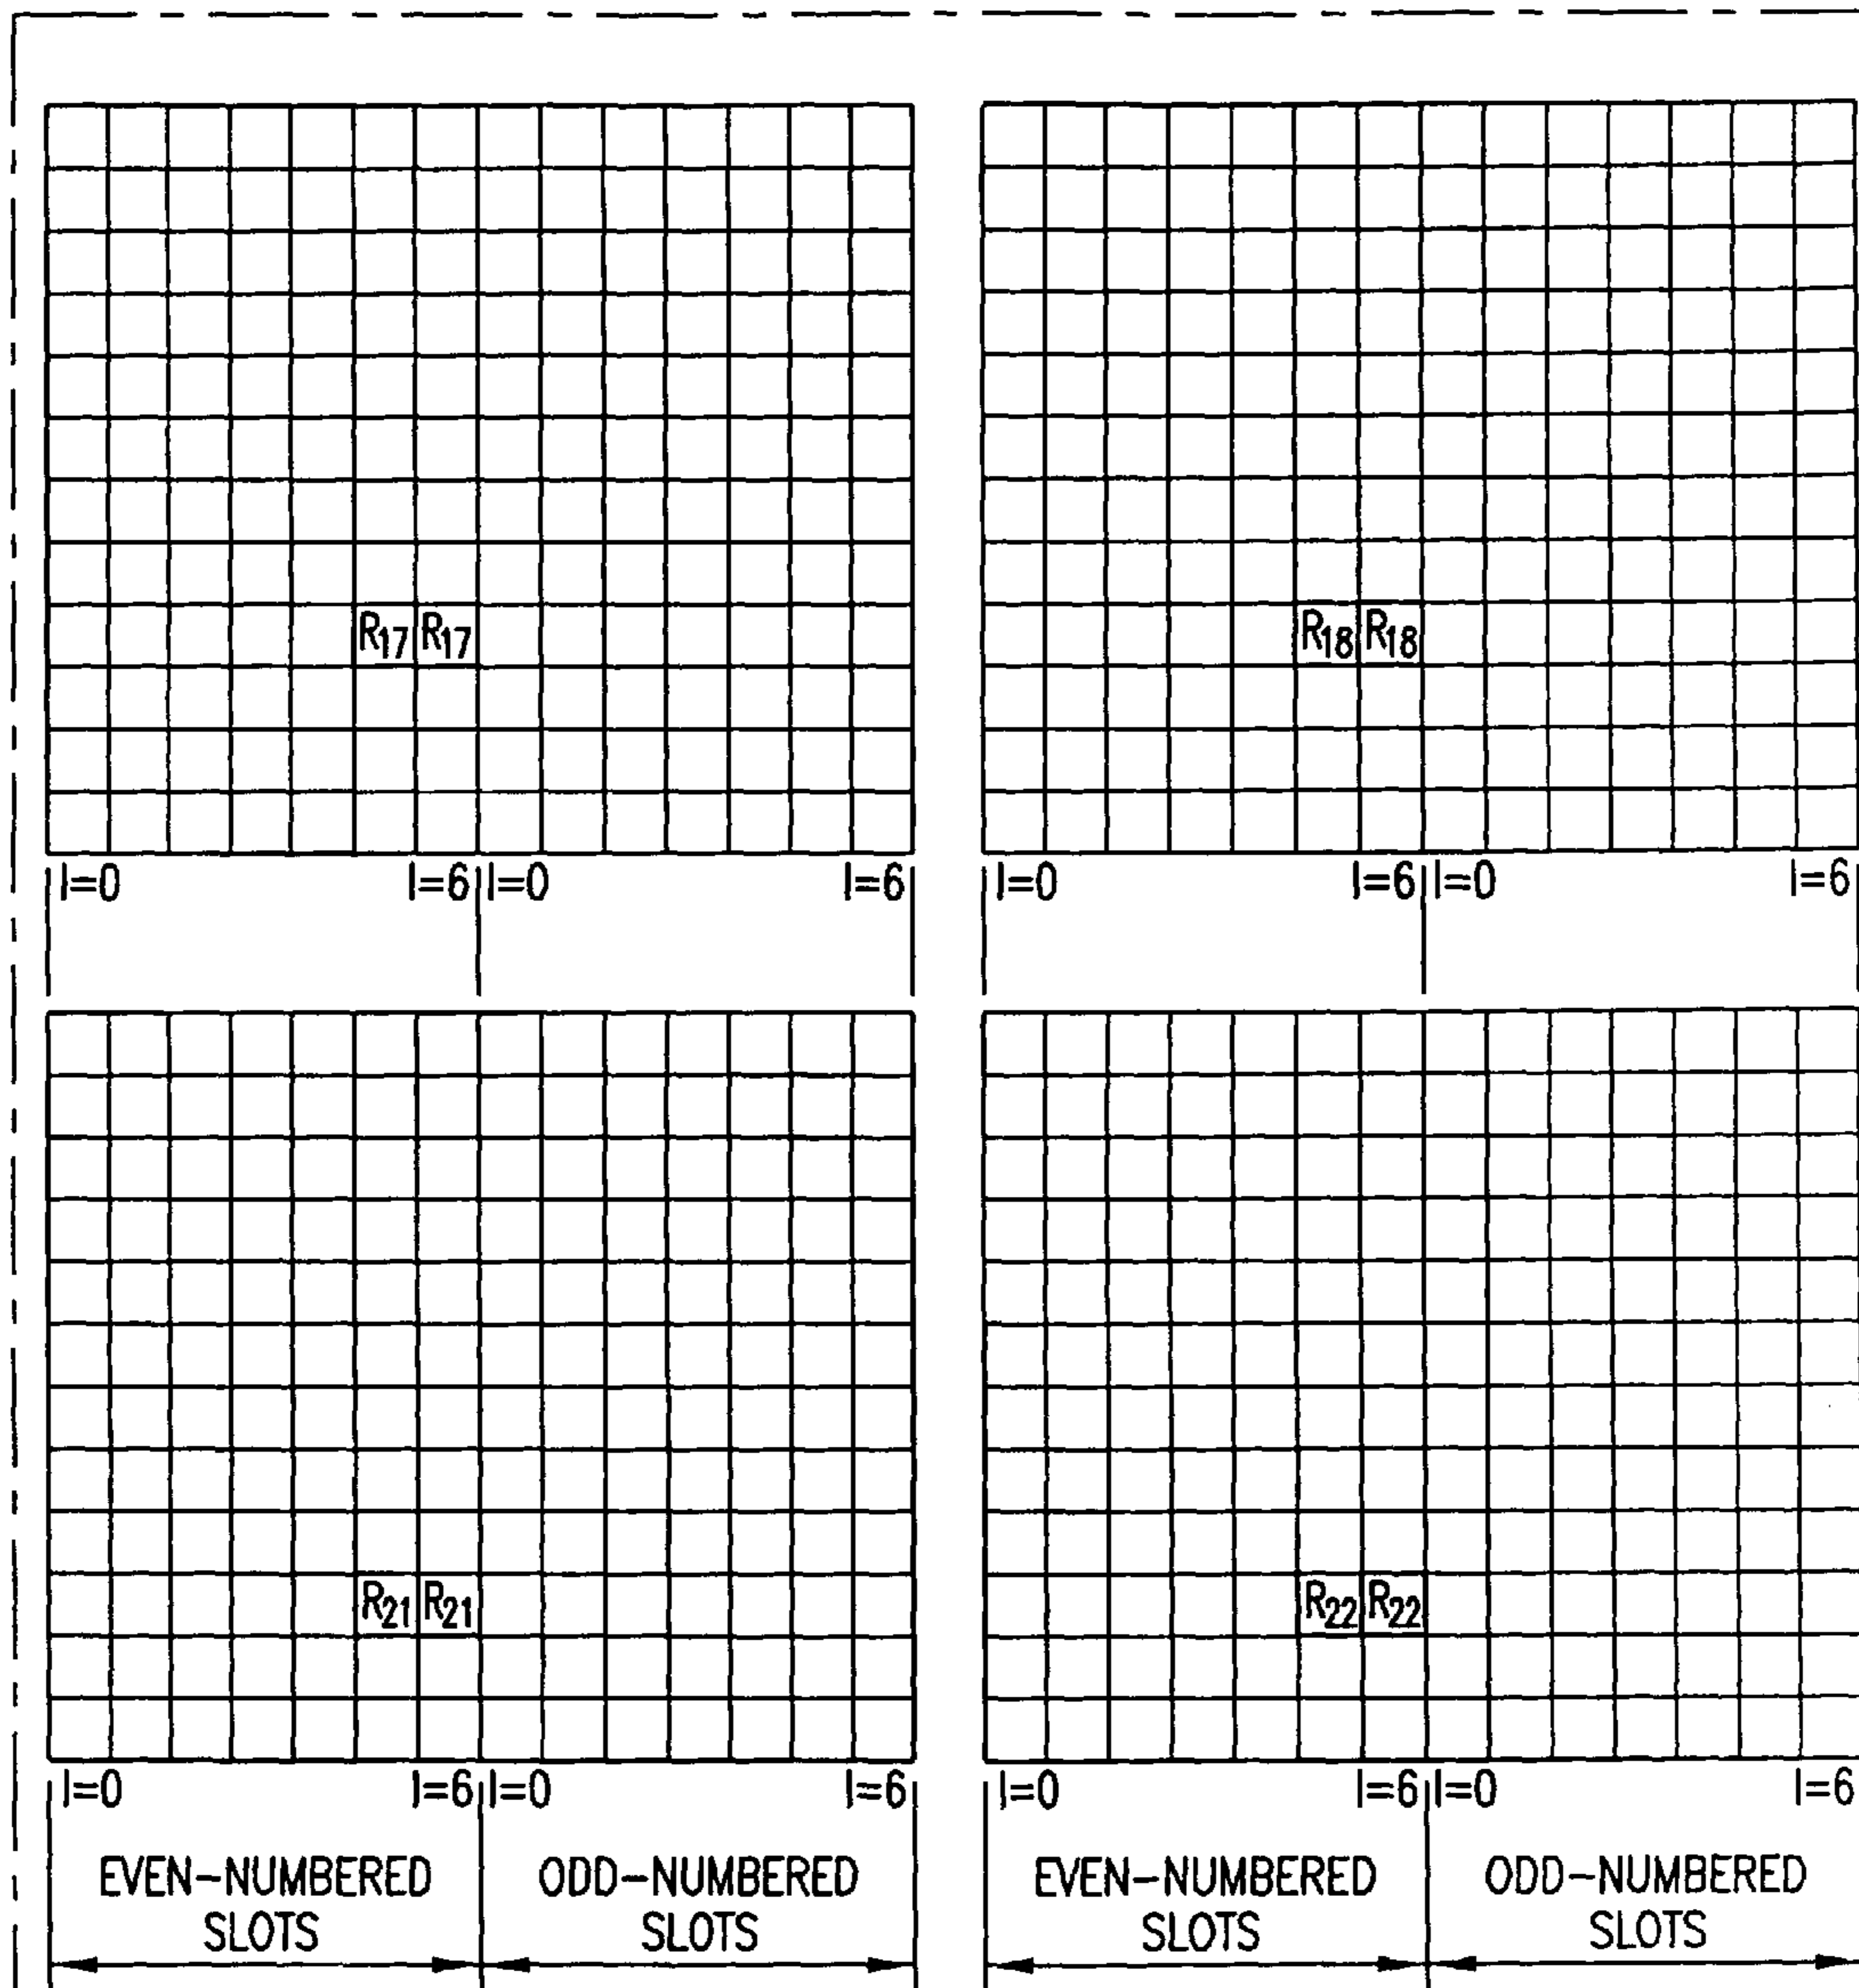 R17 R17 R18 R18
l=0 l=6 l=0 l=6 l=0 l=6 l=0 l=6
R21 R21 R22 R22
l=0 l=6 l=0 l=6 l=0 l=6 l=0 l=6
EVEN-NUMBERED ODD-NUMBERED EVEN-NUMBERED ODD-NUMBERED
SLOTS SLOTS SLOTS SLOTS